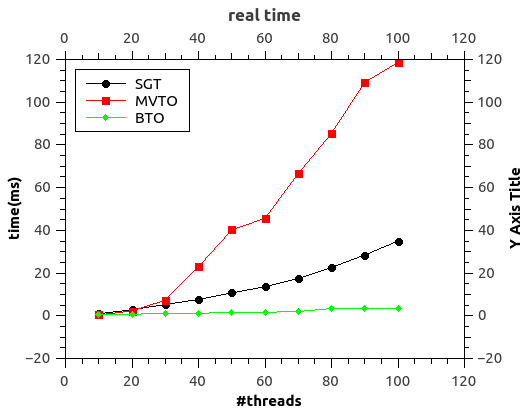 real time
0 20 40 60 80 100 120
120 120
SGT
MVTO
BTO
100 100
80 80
60 60
40 40
20 20
0 0
−20 −20
time(ms)
Y Axis Title
0 20 40 60 80 100 120
#threads